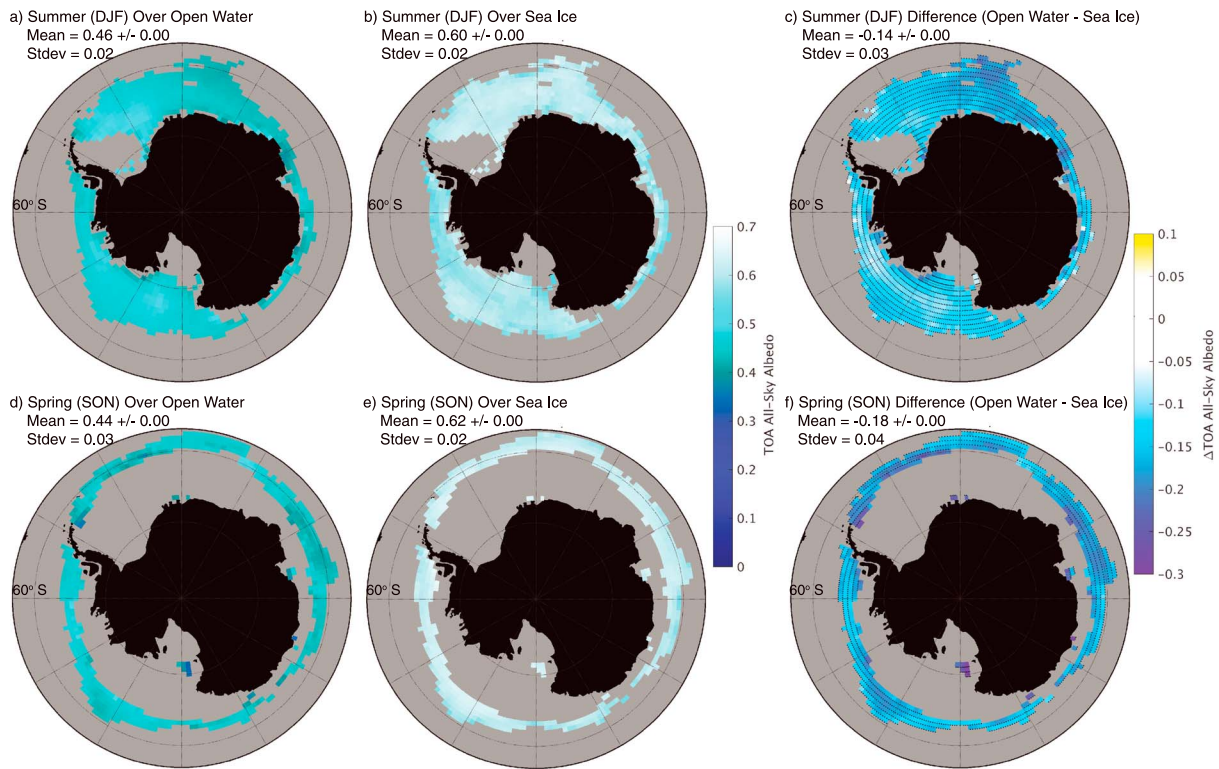 a) Summer (DJF) Over Open Water
Mean = 0.46 +/- 0.00
Stdev = 0.02
60° S
b) Summer (DJF) Over Sea Ice
Mean = 0.60 +/- 0.00
Stdev = 0.02
60° S
0.7
0.6
0.5
0.4
0.3
0.2
0.1
0
TOA All-Sky Albedo
c) Summer (DJF) Difference (Open Water - Sea Ice)
Mean = -0.14 +/- 0.00
Stdev = 0.03
60° S
0.1
0.05
0
-0.05
-0.1
-0.15
-0.2
-0.25
-0.3
ΔTOA All-Sky Albedo
d) Spring (SON) Over Open Water
Mean = 0.44 +/- 0.00
Stdev = 0.03
60° S
e) Spring (SON) Over Sea Ice
Mean = 0.62 +/- 0.00
Stdev = 0.02
60° S
f) Spring (SON) Difference (Open Water - Sea Ice)
Mean = -0.18 +/- 0.00
Stdev = 0.04
60° S